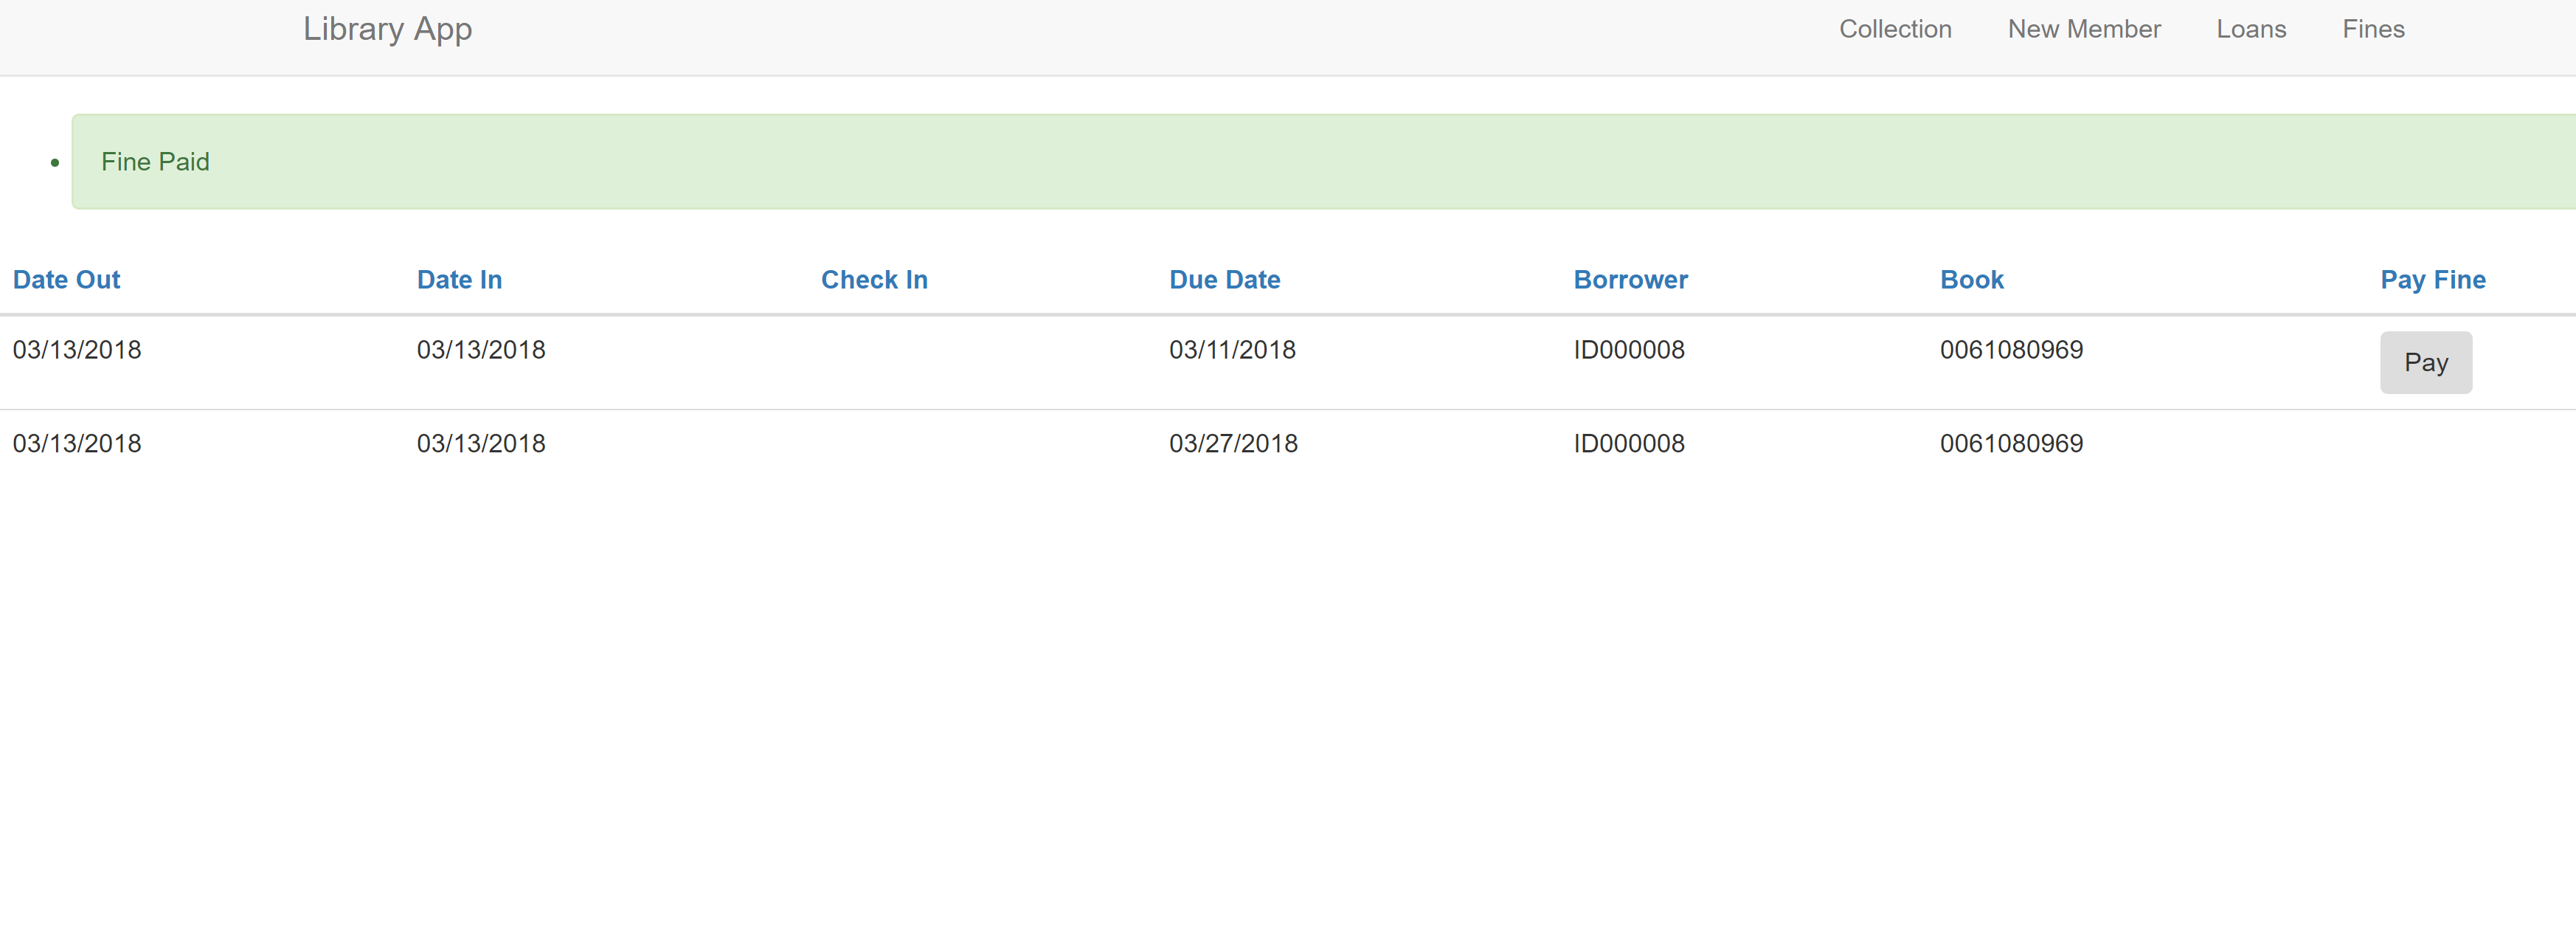 Library App Collection New Member Loans Fines
Fine Paid
Date Out Date In Check In Due Date Borrower Book Pay Fine
03/13/2018 03/13/2018 03/11/2018 ID000008 0061080969 Pay
03/13/2018 03/13/2018 03/27/2018 ID000008 0061080969